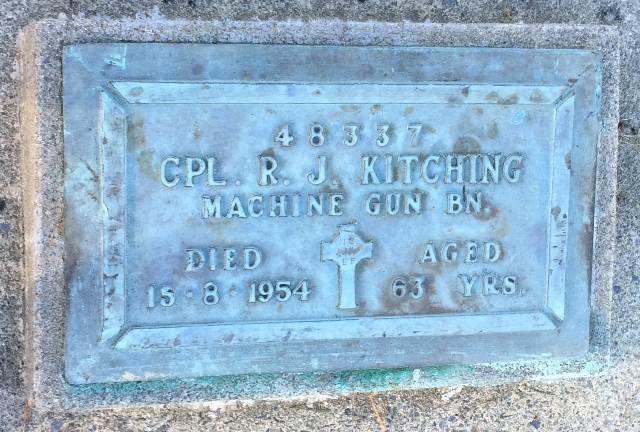 48337
CPL. R. J. KITCHING
MACHINE GUN BN.
DIED AGED
15·8·1954 63 YRS.